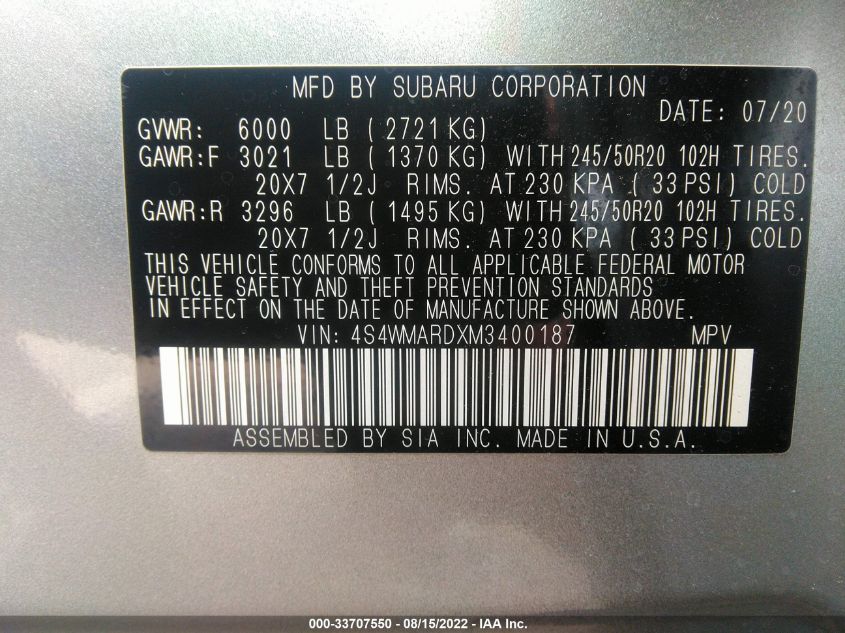 MFD BY SUBARU CORPORATION
DATE: 07/20
GVWR: 6000 LB ( 2721 KG)
GAWR:F 3021 LB ( 1370 KG) WITH 245/50R20 102H TIRES.
20X7 1/2J RIMS. AT 230 KPA ( 33 PSI) COLD
GAWR:R 3296 LB ( 1495 KG) WITH 245/50R20 102H TIRES.
20X7 1/2J RIMS. AT 230 KPA ( 33 PSI) COLD
THIS VEHICLE CONFORMS TO ALL APPLICABLE FEDERAL MOTOR
VEHICLE SAFETY AND THEFT PREVENTION STANDARDS
IN EFFECT ON THE DATE OF MANUFACTURE SHOWN ABOVE.
VIN: 4S4WMARDXM3400187 MPV
ASSEMBLED BY SIA INC. MADE IN U.S.A.
000-33707550 - 08/15/2022 - IAA Inc.